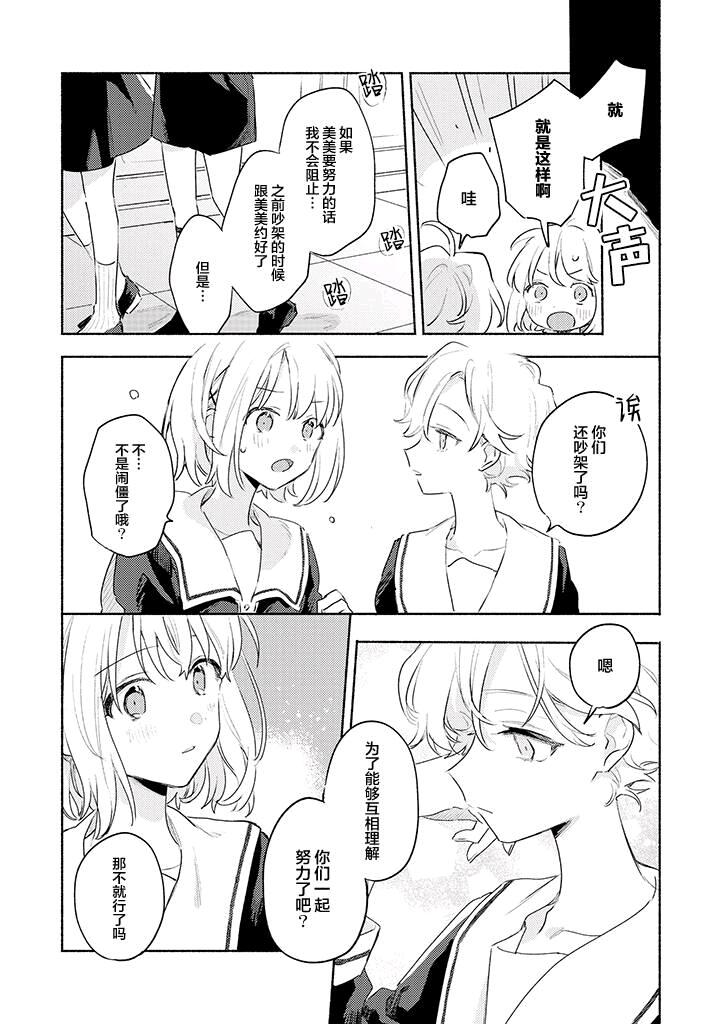 就
就是这样啊
大声
哇
踏
如果
美美要努力的话
我不会阻止…
之前吵架的时候
跟美美约好了
但是…
踏
踏
诶
你们
还吵架了吗？
不…
不是闹僵了哦？
嗯
为了能够互相理解
你们一起
努力了吧？
那不就行了吗